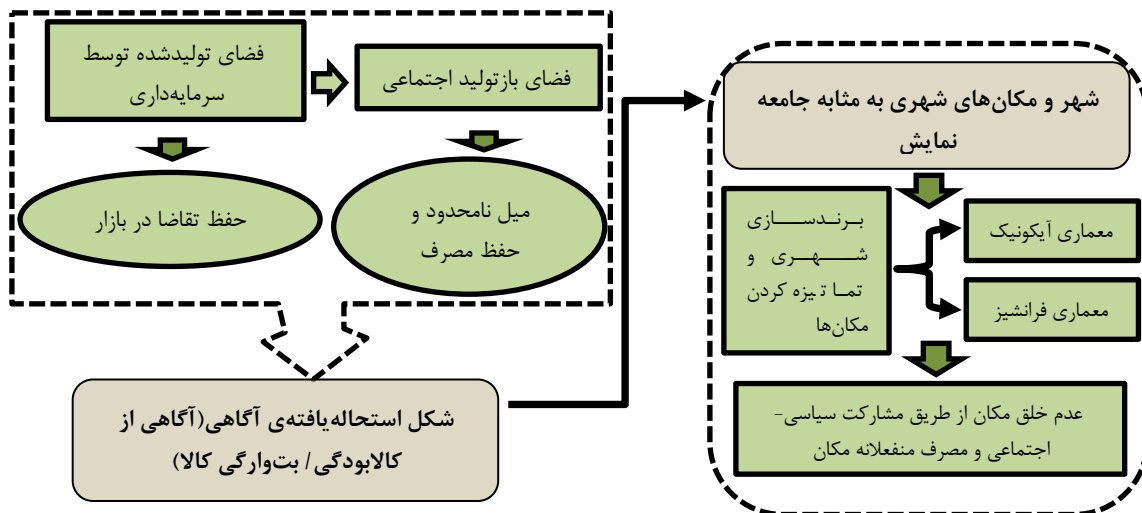 فضای تولیدشده توسط
سرمایه‌داری
فضای بازتولید اجتماعی
حفظ تقاضا در بازار
میل نامحدود و
حفظ مصرف
شکل استحاله‌یافته‌ی آگاهی(آگاهی از
کالابودگی/ بت‌وارگی کالا)
شهر و مکان‌های شهری به مثابه جامعه
نمایش
برندسازی
شهری و
تماتیزه کردن
مکان‌ها
معماری آیکونیک
معماری فرانشیز
عدم خلق مکان از طریق مشارکت سیاسی-
اجتماعی و مصرف منفعلانه مکان